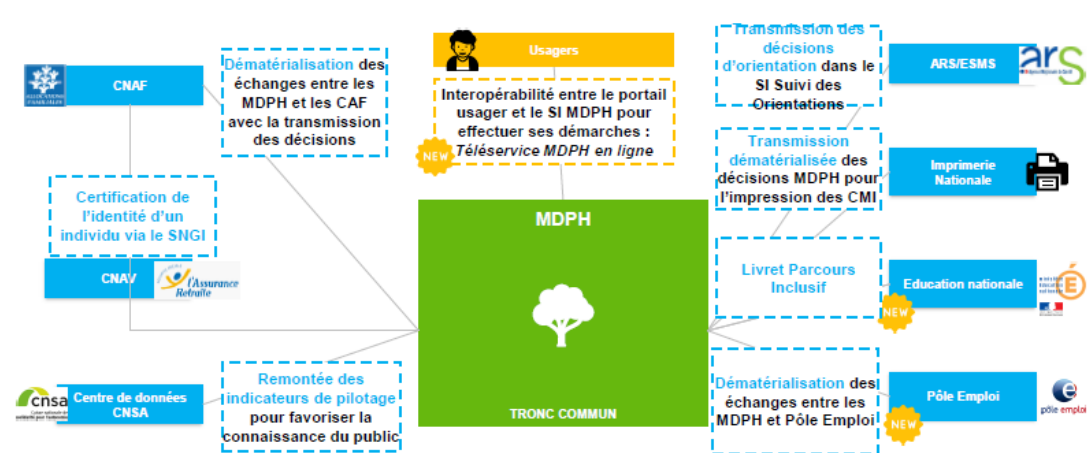 CNAF
Dématérialisation des
échanges entre les
MDPH et les CAF
avec la transmission
des décisions
Usagers
Interopérabilité entre le portail
usager et le SI MDPH pour
effectuer ses démarches :
Téléservice MDPH en ligne
NEW
Transmission des
décisions
d'orientation dans le
SI Suivi des
Orientations
ARS/ESMS
ars
Transmission
dématérialisée des
décisions MDPH pour
l'impression des CMI
Imprimerie
Nationale
Certification de
l'identité d'un
individu via le SNGI
CNAV
l'Assurance
Retraite
MDPH
TRONC COMMUN
Livret Parcours
Inclusif
Education nationale
NEW
cnsa
Centre de données
CNSA
Remontée des
indicateurs de pilotage
pour favoriser la
connaissance du public
Dématérialisation des
échanges entre les
MDPH et Pôle Emploi
Pôle Emploi
NEW
pôle emploi